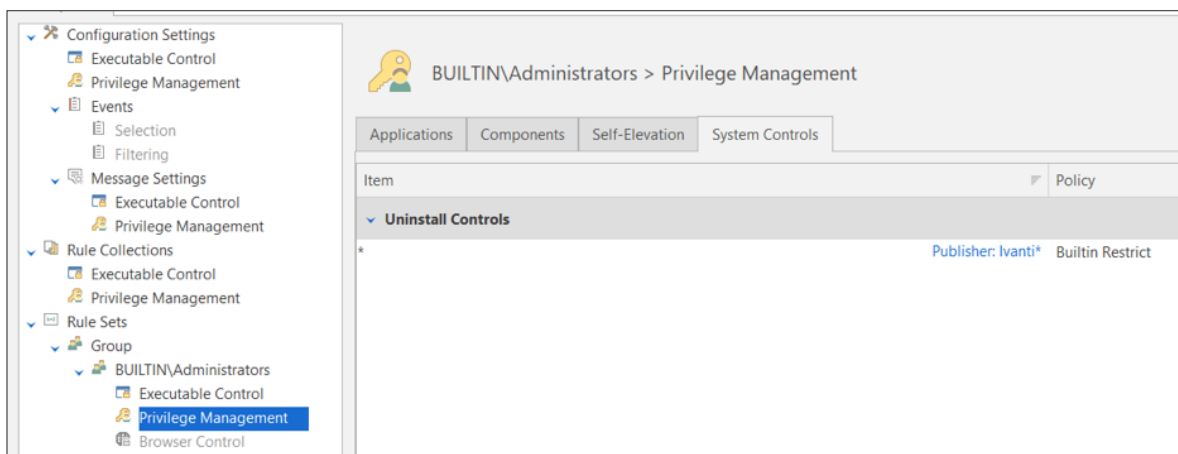 Configuration Settings
Executable Control
Privilege Management
Events
Selection
Filtering
Message Settings
Executable Control
Privilege Management
Rule Collections
Executable Control
Privilege Management
Rule Sets
Group
BUILTIN\Administrators
Executable Control
Privilege Management
Browser Control
BUILTIN\Administrators > Privilege Management
Applications Components Self-Elevation System Controls
Item Policy
Uninstall Controls
* Publisher: Ivanti* Builtin Restrict